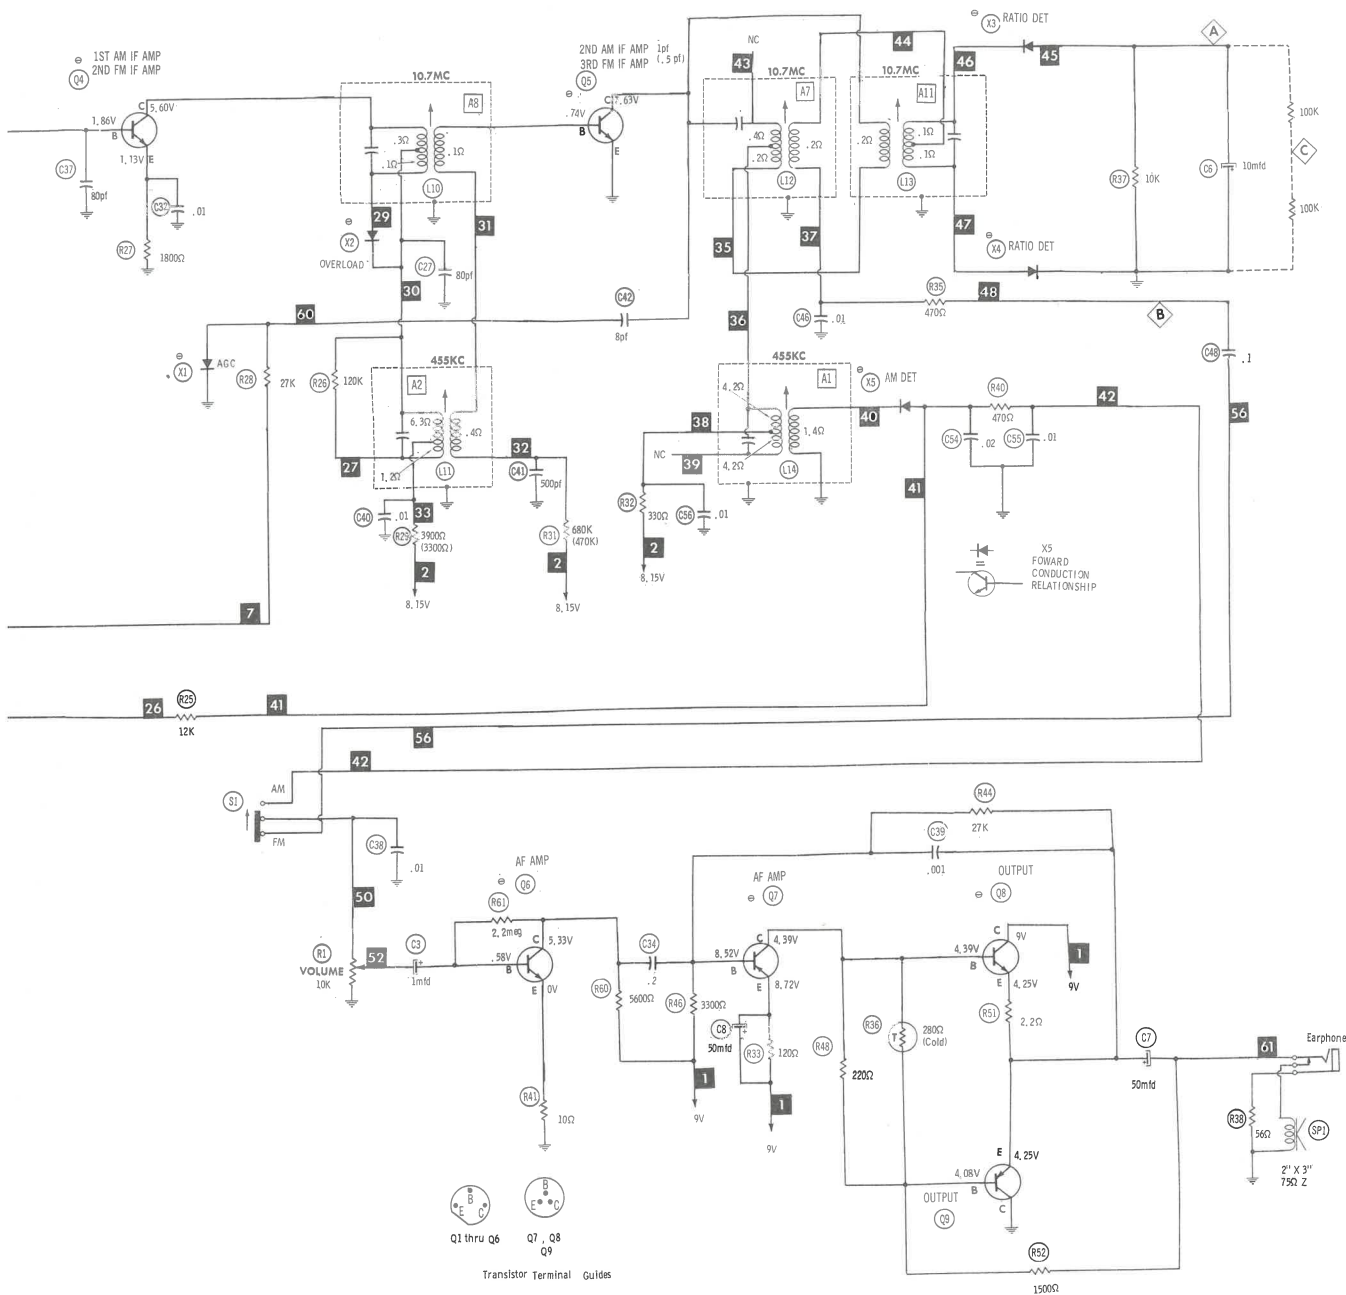 1ST AM IF AMP
2ND FM IF AMP
Q4
C 5.60V
1.86V
B
1.13V E
C37
80pf
C32
.01
R27
1800Ω
10.7MC
A8
.3Ω
.1Ω
.1Ω
L10
29
X2
OVERLOAD
31
C27
80pf
30
2ND AM IF AMP
3RD FM IF AMP
1pf
(.5pf)
Q5
C 7.63V
.74V
B
E
NC
43
44
10.7MC
10.7MC
A7
A11
.4Ω
.2Ω
.2Ω
.2Ω
.1Ω
.1Ω
L12
L13
X3 RATIO DET
46
45
A
100K
C
100K
R37
10K
C6
10mfd
47
X4 RATIO DET
35
37
36
60
C42
8pf
C46
.01
R35
470Ω
48
B
C48
.1
X1
AGC
R28
27K
R26
120K
455KC
A2
6.3Ω
.4Ω
1.2Ω
L11
27
32
C41
500pf
C40
.01
33
R29
3900Ω
(3300Ω)
2
8.15V
R31
680K
(470K)
2
8.15V
455KC
A1
4.2Ω
1.4Ω
4.2Ω
L14
38
NC
39
R32
330Ω
C56
.01
2
8.15V
X5 AM DET
40
R40
470Ω
42
C54
.02
C55
.01
56
41
X5
FOWARD
CONDUCTION
RELATIONSHIP
=
7
26
R25
12K
41
56
42
S1
AM
FM
C38
.01
50
R1
VOLUME
10K
52
C3
+
1mfd
AF AMP
Q6
R61
2.2meg
C
5.33V
.58V
B
E
0V
R41
10Ω
R60
5600Ω
C34
.2
R46
3300Ω
1
9V
AF AMP
Q7
C
4.39V
8.52V
B
E
8.72V
C8
+
50mfd
R33
120Ω
1
9V
R44
27K
C39
.001
OUTPUT
Q8
C
9V
4.39V
B
E
4.25V
1
9V
R51
2.2Ω
R36
T
280Ω
(Cold)
R48
220Ω
C7
+
50mfd
61
Earphone
R38
56Ω
SP1
2" X 3"
75Ω Z
E
4.25V
4.08V
B
C
OUTPUT
Q9
R52
1500Ω
B
E
C
Q1 thru Q6
B
E
C
Q7, Q8
Q9
Transistor Terminal Guides